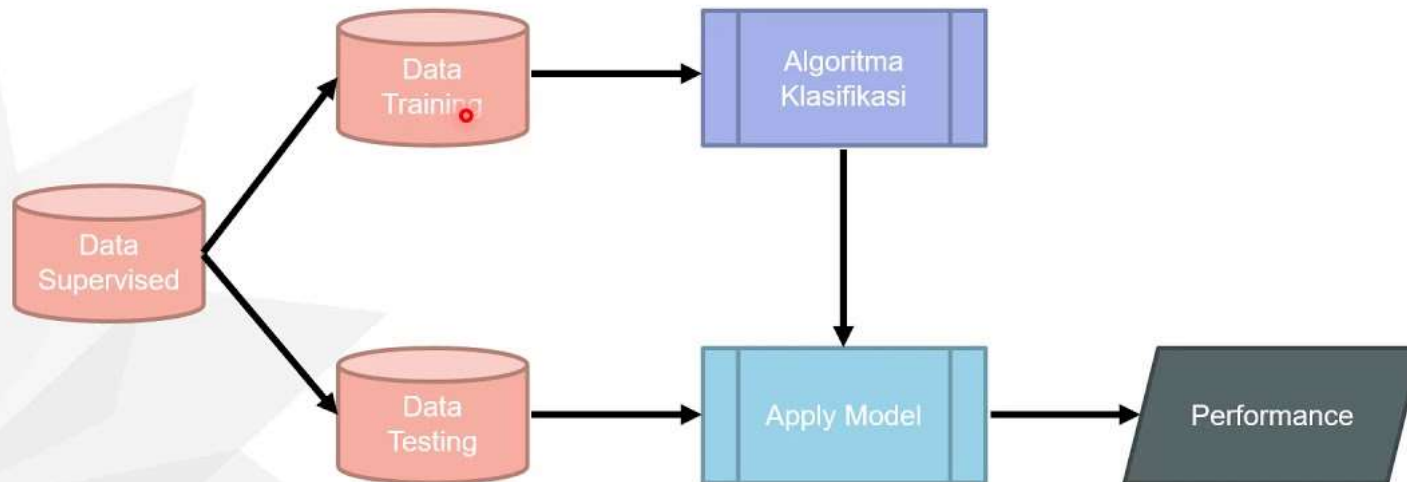 Data
Training
Algoritma
Klasifikasi
Data
Supervised
Data
Testing
Apply Model
Performance